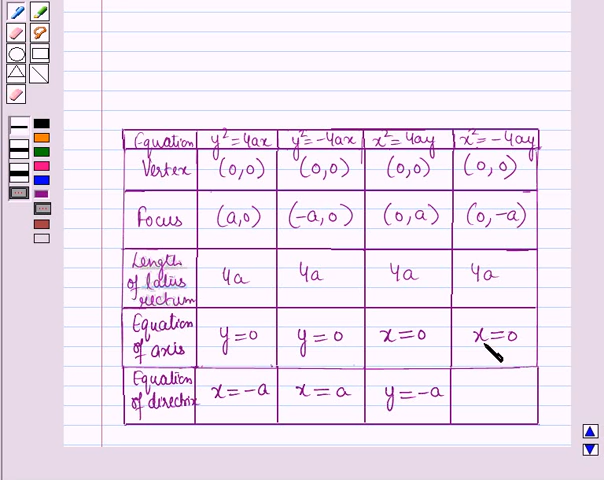 Equation y²=4ax y²=-4ax x²=4ay x²=-4ay
Vertex (0,0) (0,0) (0,0) (0,0)
Focus (a,0) (-a,0) (0,a) (0,-a)
Length
of latus 4a 4a 4a 4a
rectum
Equation
of axis y=0 y=0 x=0 x=0
Equation
of directrix x=-a x=a y=-a